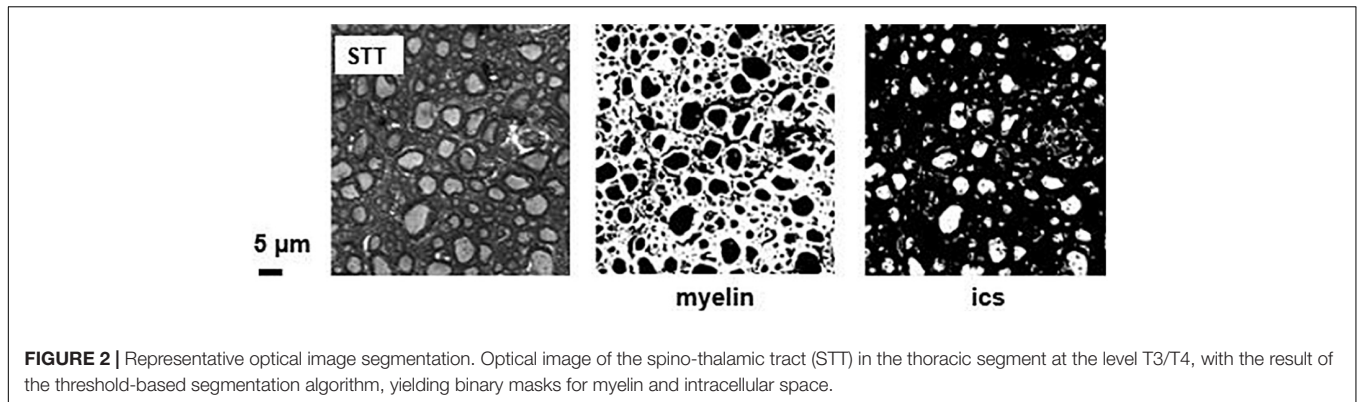 STT
5 μm
myelin
ics
FIGURE 2 | Representative optical image segmentation. Optical image of the spino-thalamic tract (STT) in the thoracic segment at the level T3/T4, with the result of
the threshold-based segmentation algorithm, yielding binary masks for myelin and intracellular space.